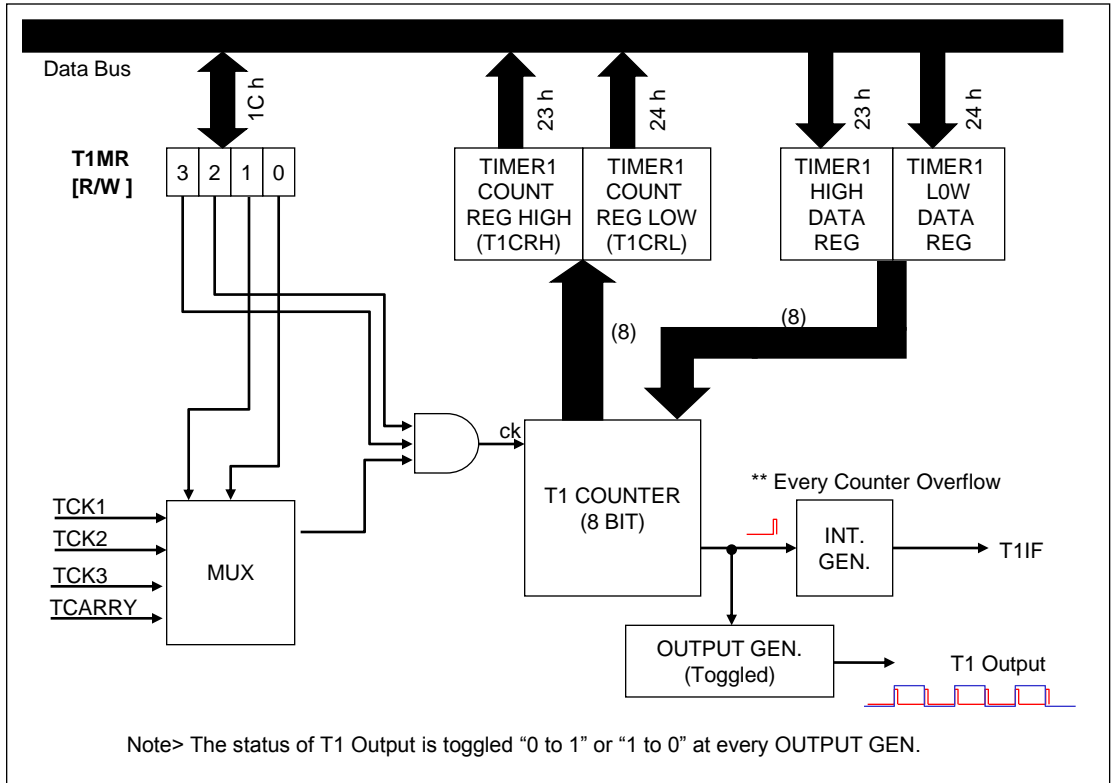 Data Bus
1C h
23 h
24 h
23 h
24 h
T1MR
[R/W ]
3 2 1 0
TIMER1
COUNT
REG HIGH
(T1CRH)
TIMER1
COUNT
REG LOW
(T1CRL)
TIMER1
HIGH
DATA
REG
TIMER1
L0W
DATA
REG
(8)
(8)
ck
T1 COUNTER
(8 BIT)
** Every Counter Overflow
INT.
GEN.
T1IF
TCK1
TCK2
TCK3
TCARRY
MUX
OUTPUT GEN.
(Toggled)
T1 Output
Note> The status of T1 Output is toggled “0 to 1” or “1 to 0” at every OUTPUT GEN.